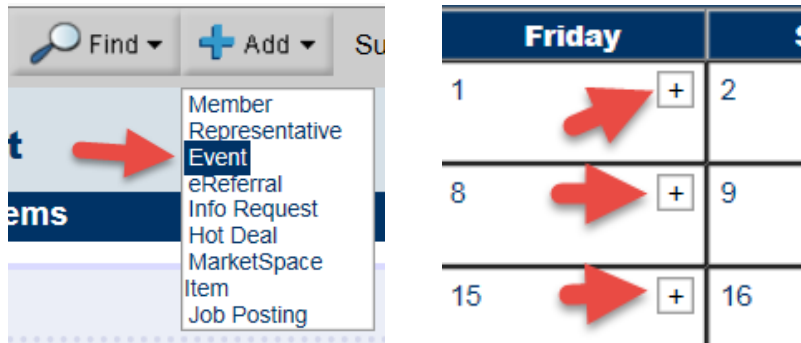 Find Add Su
Member
Representative
t
Event
eReferral
ems
Info Request
Hot Deal
MarketSpace
Item
Job Posting
Friday S
1 + 2
8 + 9
15 + 16